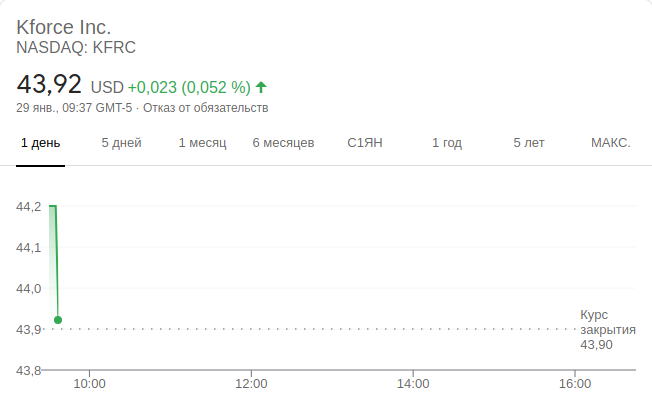 Kforce Inc.
NASDAQ: KFRC
43,92 USD +0,023 (0,052 %)
29 янв., 09:37 GMT-5 · Отказ от обязательств
1 день 5 дней 1 месяц 6 месяцев С1ЯН 1 год 5 лет МАКС.
44,2
44,1
44,0
43,9
43,8
Курс
закрытия
43,90
10:00 12:00 14:00 16:00